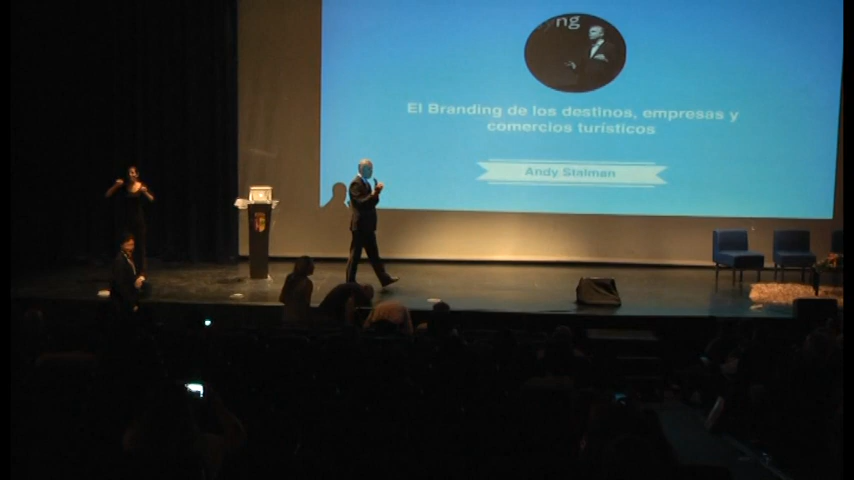 ng
El Branding de los destinos, empresas y
comercios turísticos
Andy Stalman